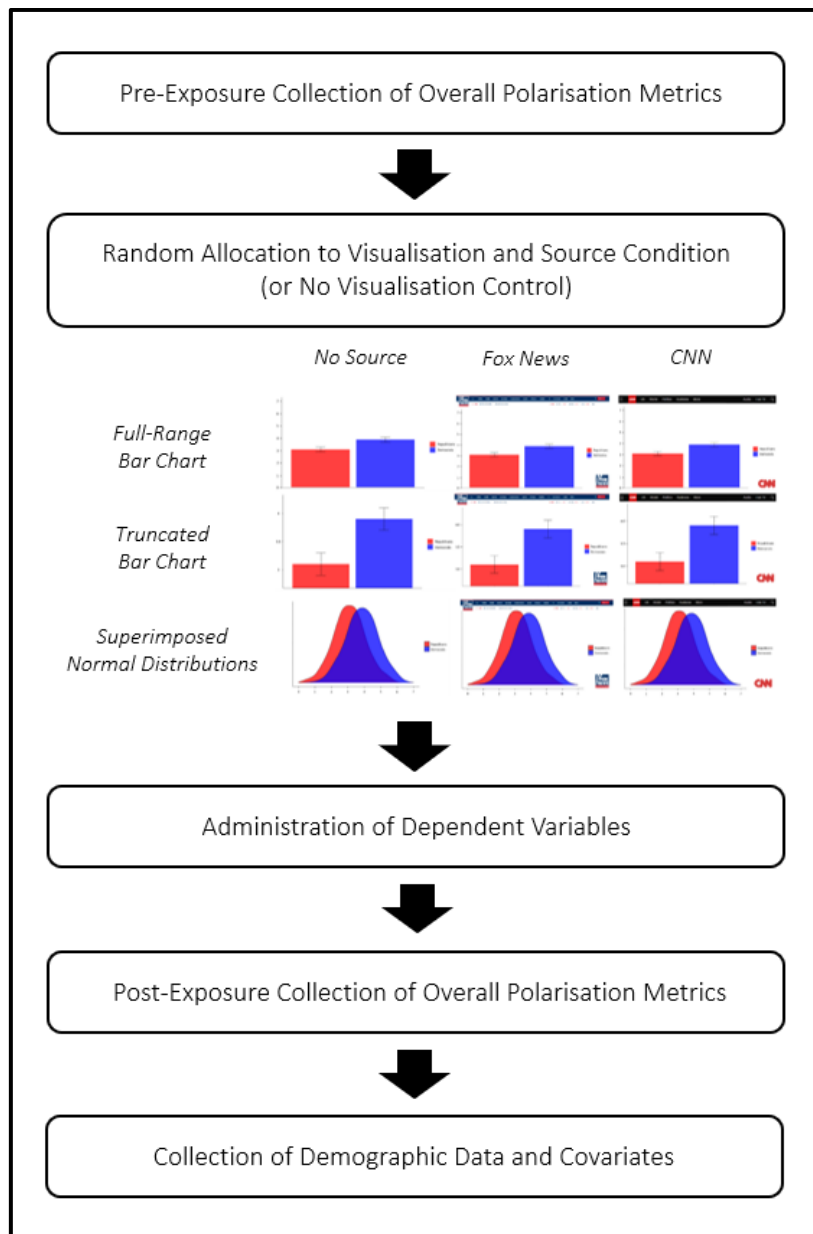 Pre-Exposure Collection of Overall Polarisation Metrics
Random Allocation to Visualisation and Source Condition
(or No Visualisation Control)
No Source
Fox News
CNN
Full-Range
Bar Chart
CNN
Truncated
Bar Chart
CNN
Superimposed
Normal Distributions
CNN
Administration of Dependent Variables
Post-Exposure Collection of Overall Polarisation Metrics
Collection of Demographic Data and Covariates